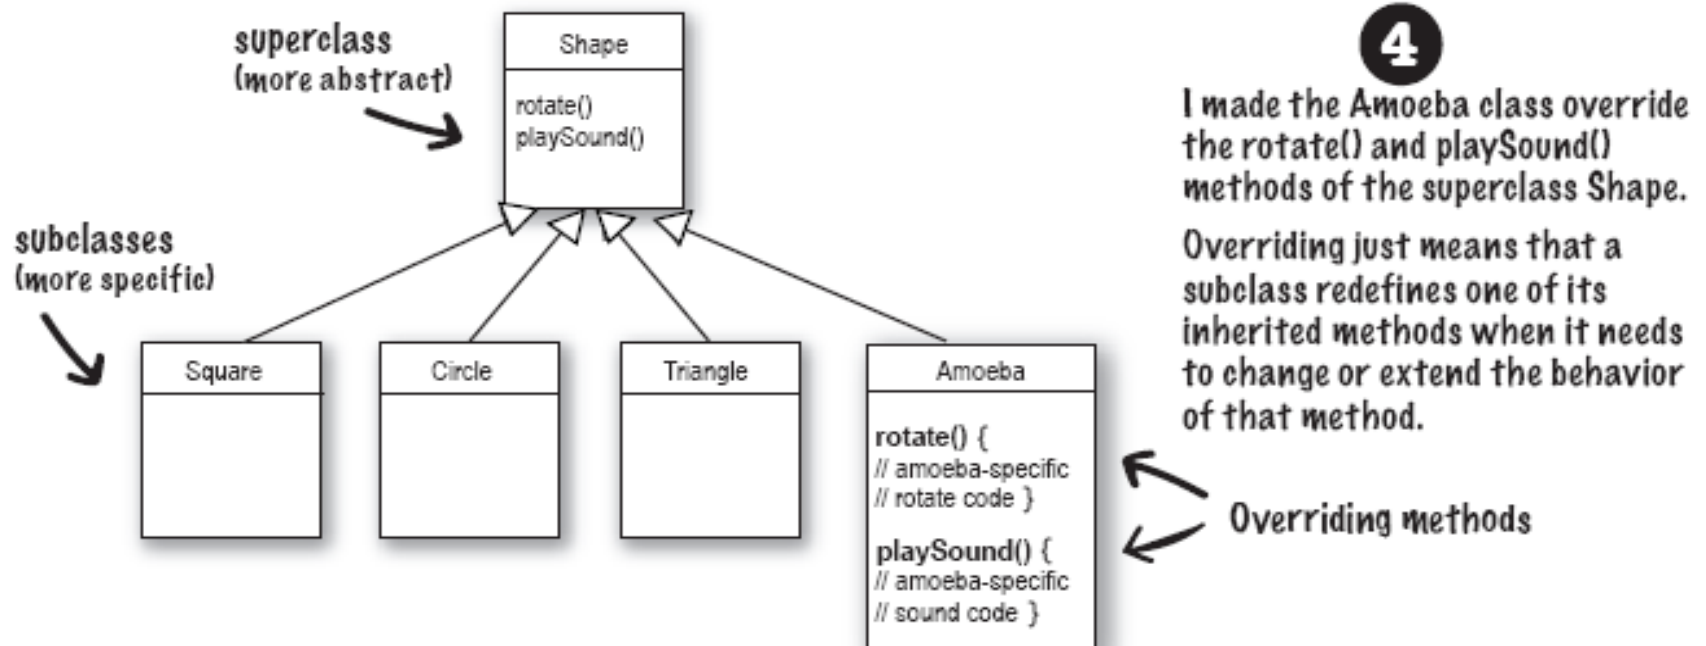 superclass
(more abstract)
Shape
rotate()
playSound()
subclasses
(more specific)
Square
Circle
Triangle
Amoeba
rotate() {
// amoeba-specific
// rotate code }
playSound() {
// amoeba-specific
// sound code }
4
I made the Amoeba class override
the rotate() and playSound()
methods of the superclass Shape.
Overriding just means that a
subclass redefines one of its
inherited methods when it needs
to change or extend the behavior
of that method.
Overriding methods